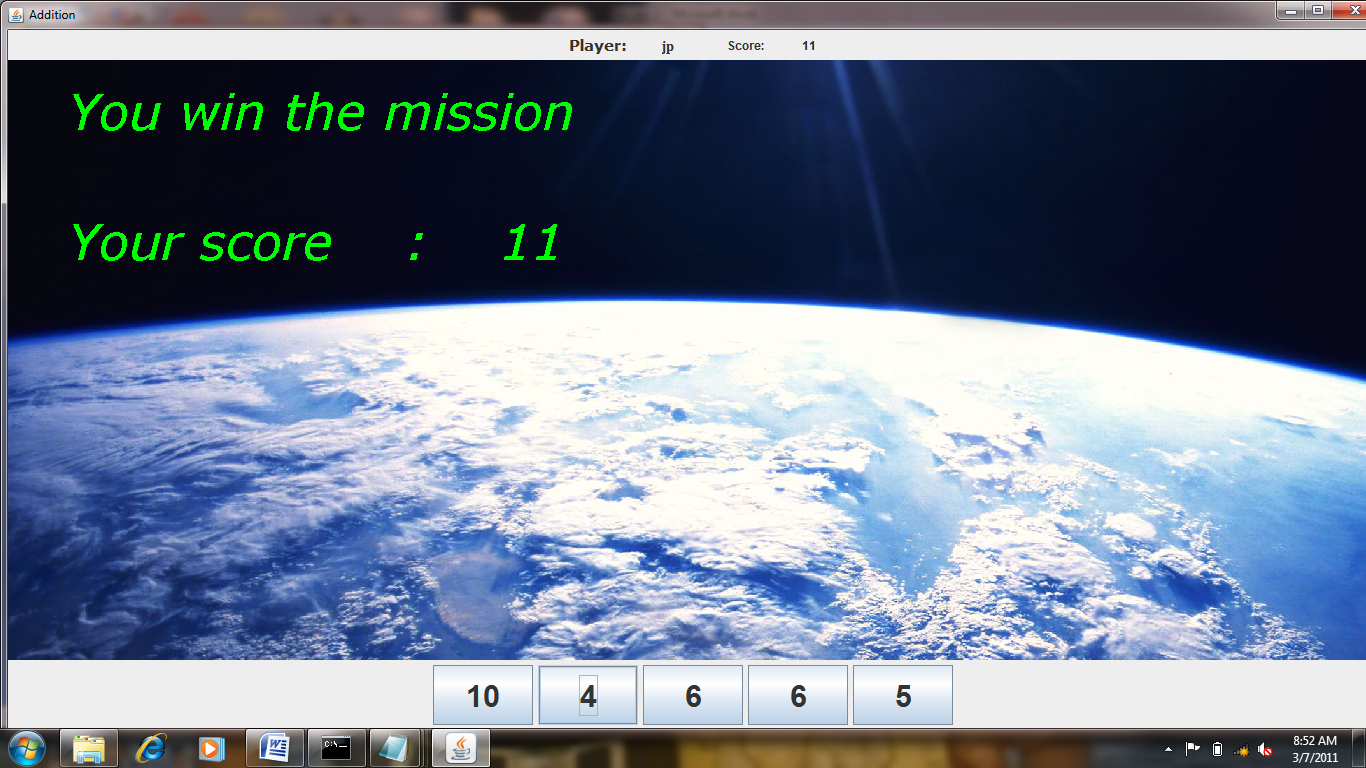 Addition
Player: jp Score: 11
You win the mission
Your score : 11
10 4 6 6 5
C:\_
8:52 AM
3/7/2011